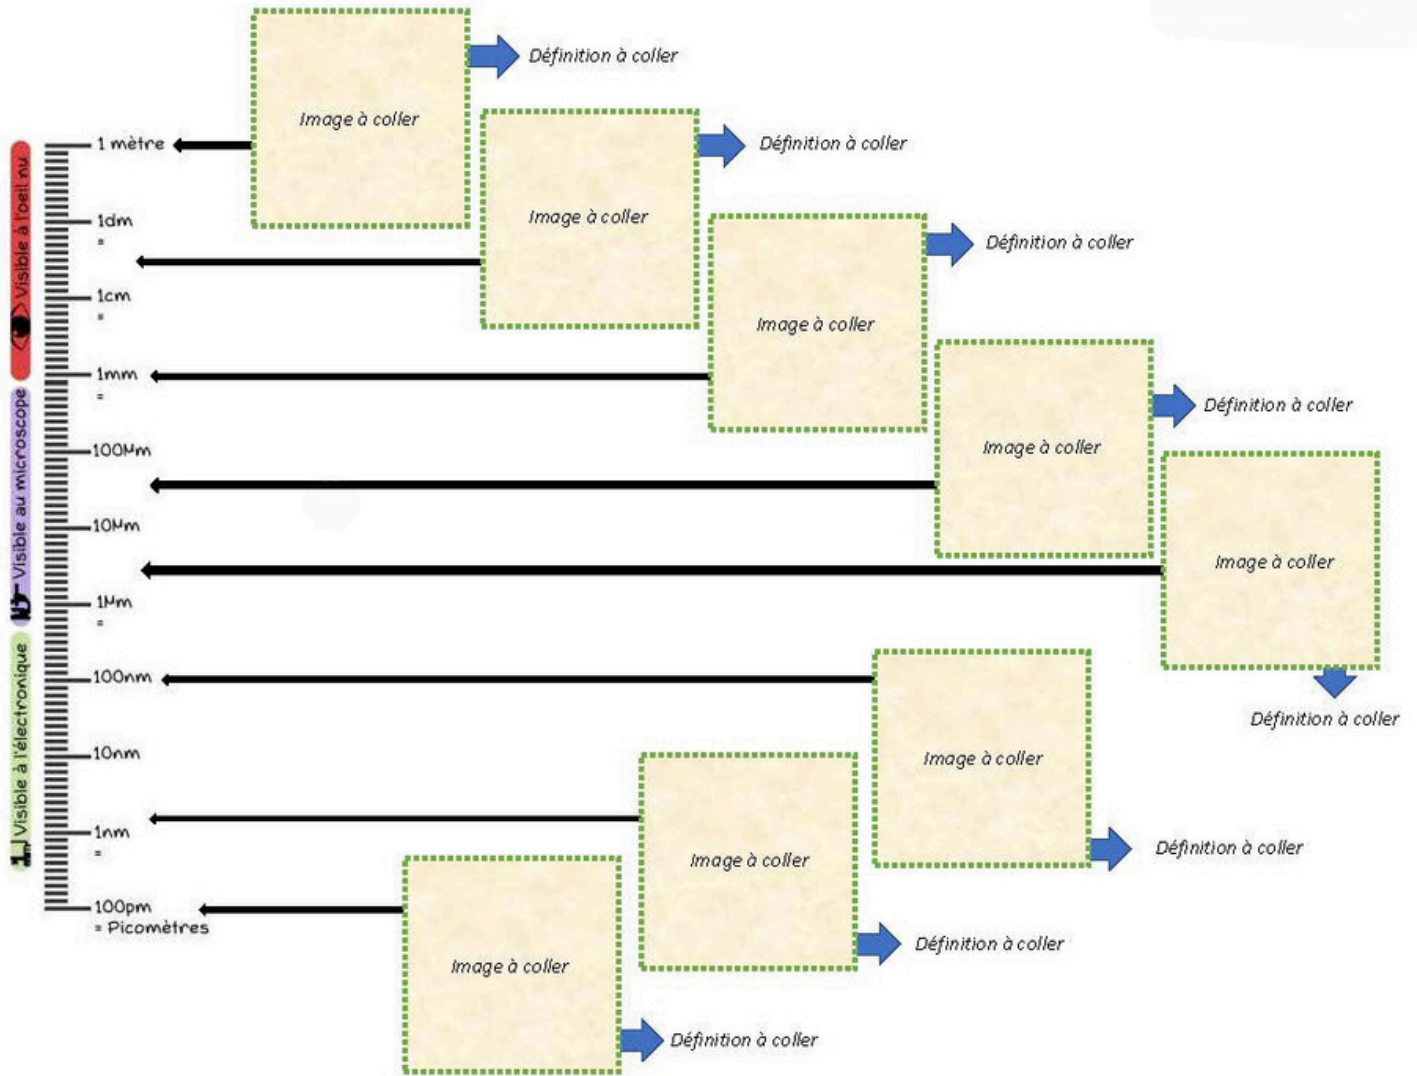 Image à coller
Définition à coller
Image à coller
Définition à coller
Image à coller
Définition à coller
Image à coller
Définition à coller
Image à coller
Définition à coller
Image à coller
Définition à coller
Image à coller
Définition à coller
Image à coller
Définition à coller
Visible à l'oeil nu
Visible au microscope
Visible à l'électronique
1 mètre
1dm
=
1cm
=
1mm
=
100µm
10µm
1µm
=
100nm
10nm
1nm
=
100pm
= Picomètres